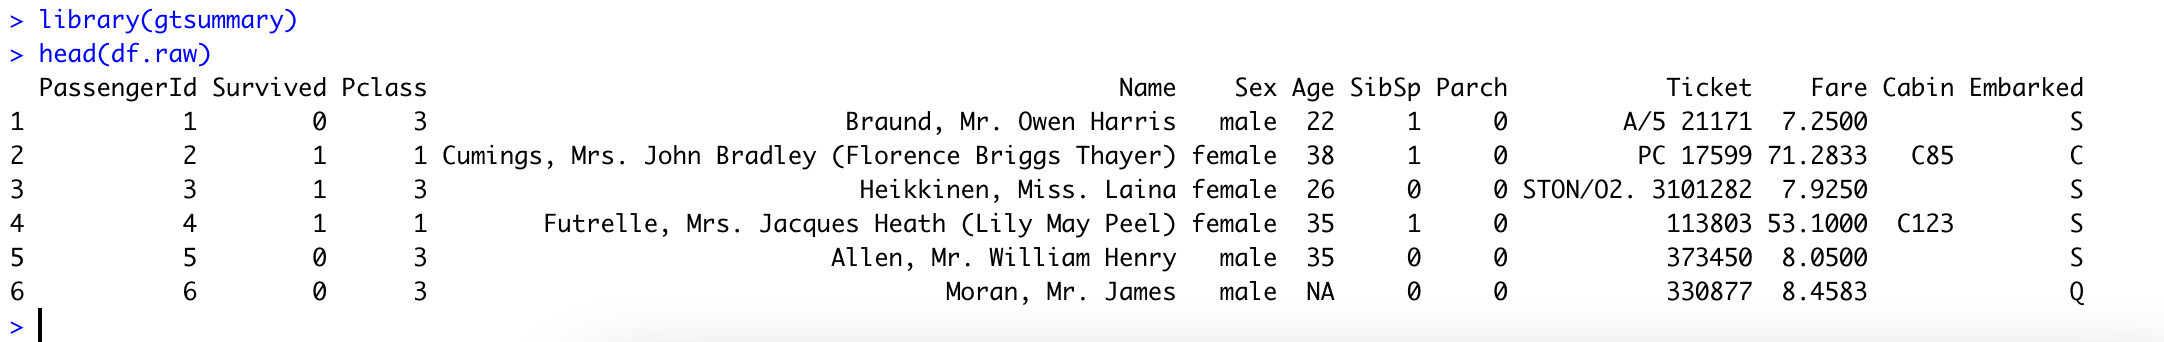 > library(gtsummary)
> head(df.raw)
  PassengerId Survived Pclass                                                Name    Sex Age SibSp Parch           Ticket    Fare Cabin Embarked
1           1        0      3                             Braund, Mr. Owen Harris   male  22     1     0        A/5 21171  7.2500              S
2           2        1      1 Cumings, Mrs. John Bradley (Florence Briggs Thayer) female  38     1     0         PC 17599 71.2833   C85        C
3           3        1      3                              Heikkinen, Miss. Laina female  26     0     0 STON/O2. 3101282  7.9250              S
4           4        1      1        Futrelle, Mrs. Jacques Heath (Lily May Peel) female  35     1     0           113803 53.1000  C123        S
5           5        0      3                            Allen, Mr. William Henry   male  35     0     0           373450  8.0500              S
6           6        0      3                                    Moran, Mr. James   male  NA     0     0           330877  8.4583              Q
>